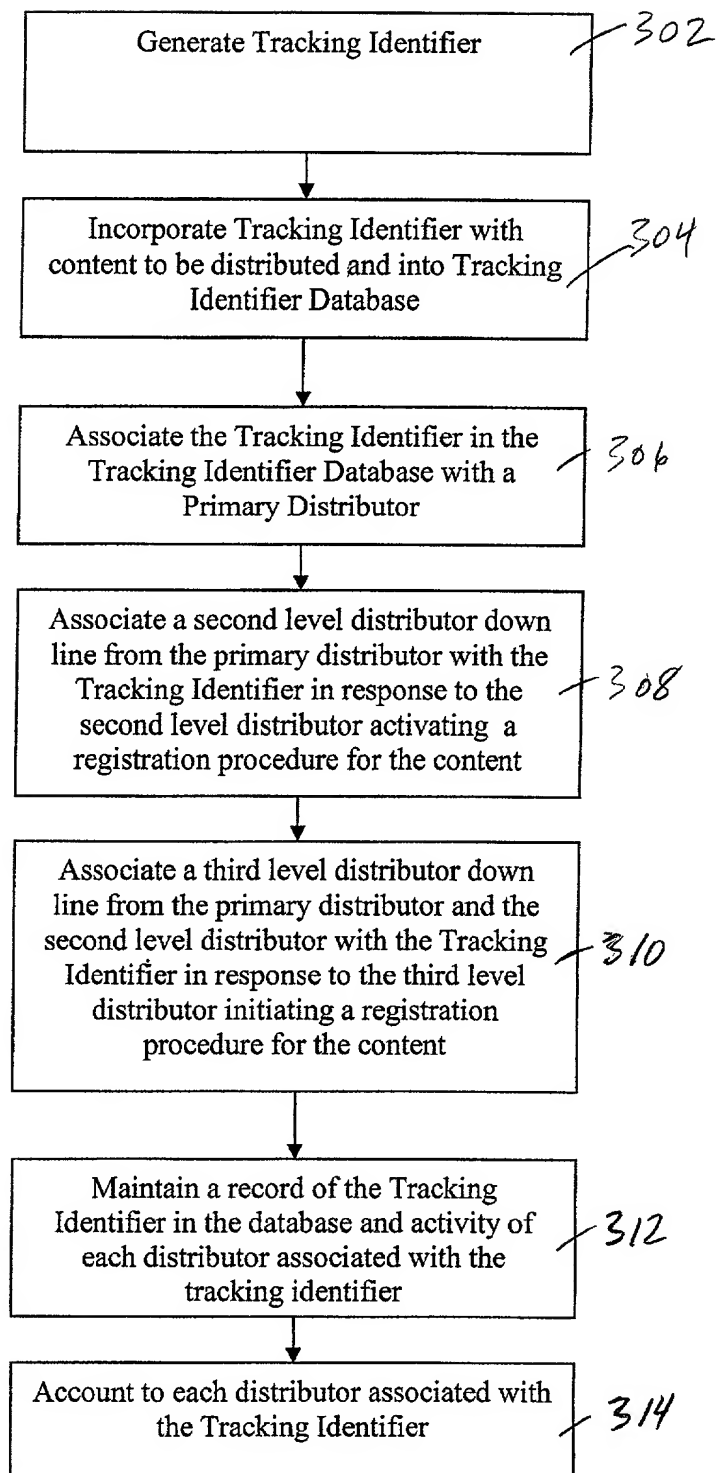 Generate Tracking Identifier
302
Incorporate Tracking Identifier with
content to be distributed and into Tracking
Identifier Database
304
Associate the Tracking Identifier in the
Tracking Identifier Database with a
Primary Distributor
306
Associate a second level distributor down
line from the primary distributor with the
Tracking Identifier in response to the
second level distributor activating a
registration procedure for the content
308
Associate a third level distributor down
line from the primary distributor and the
second level distributor with the Tracking
Identifier in response to the third level
distributor initiating a registration
procedure for the content
310
Maintain a record of the Tracking
Identifier in the database and activity of
each distributor associated with the
tracking identifier
312
Account to each distributor associated with
the Tracking Identifier
314